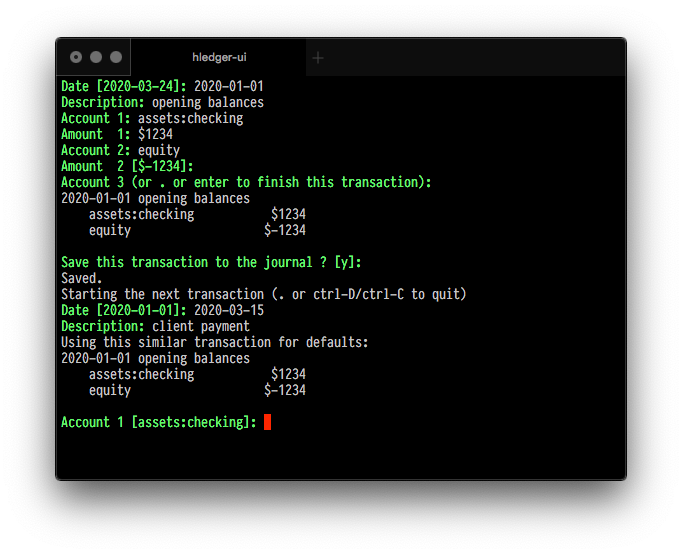 hledger-ui
Date [2020-03-24]: 2020-01-01
Description: opening balances
Account 1: assets:checking
Amount  1: $1234
Account 2: equity
Amount  2 [$-1234]:
Account 3 (or . or enter to finish this transaction):
2020-01-01 opening balances
    assets:checking           $1234
    equity                   $-1234
Save this transaction to the journal ? [y]:
Saved.
Starting the next transaction (. or ctrl-D/ctrl-C to quit)
Date [2020-01-01]: 2020-03-15
Description: client payment
Using this similar transaction for defaults:
2020-01-01 opening balances
    assets:checking           $1234
    equity                   $-1234
Account 1 [assets:checking]: